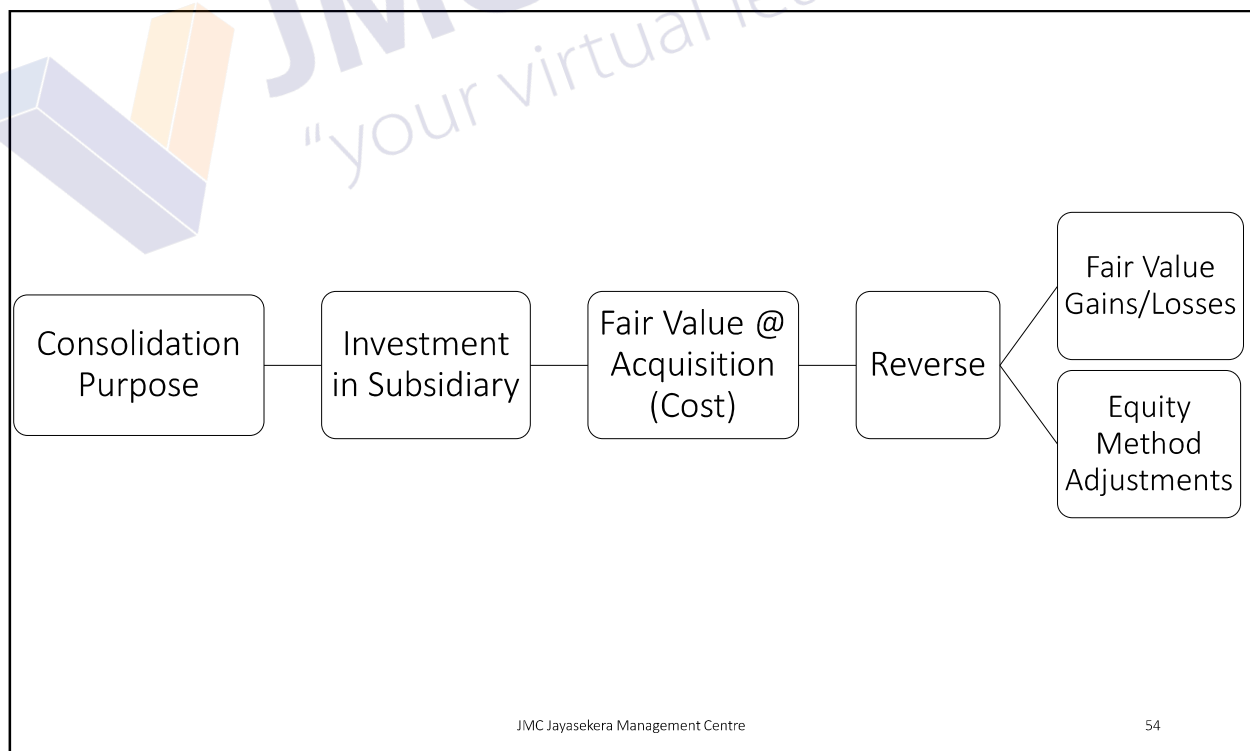 JMC
"your virtual
Consolidation
Purpose
Investment
in Subsidiary
Fair Value @
Acquisition
(Cost)
Reverse
Fair Value
Gains/Losses
Equity
Method
Adjustments
JMC Jayasekera Management Centre
54